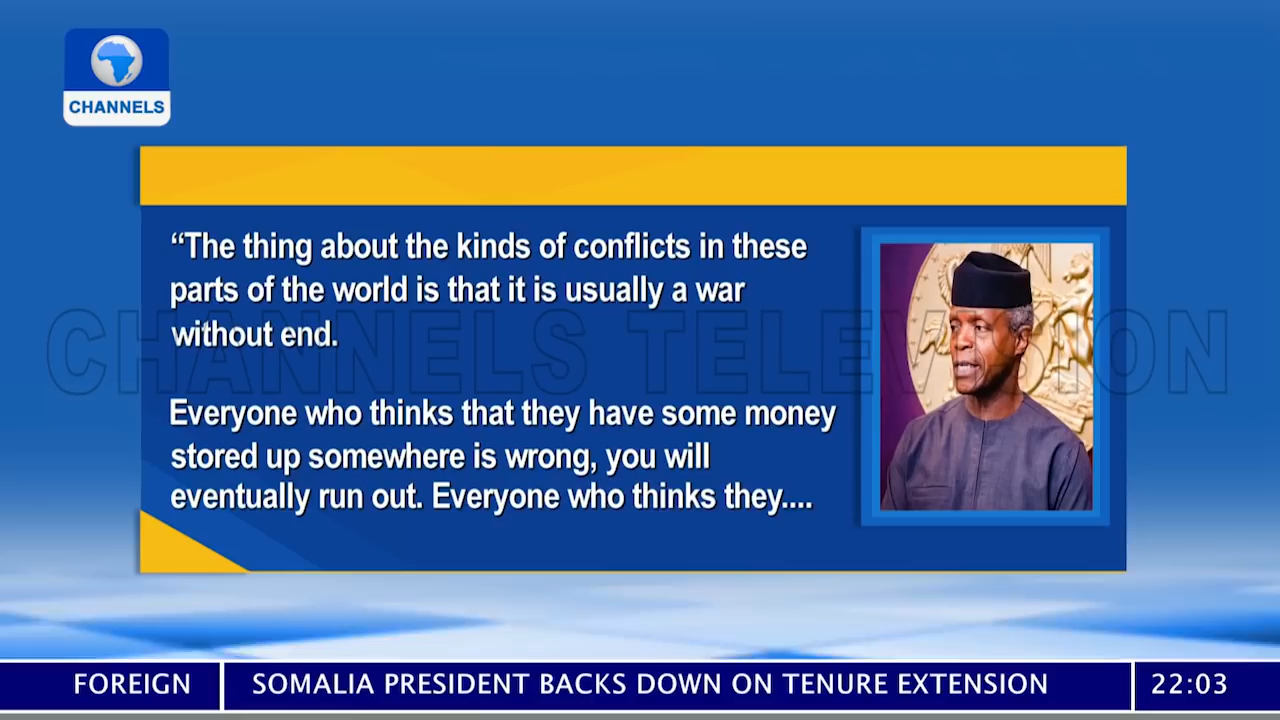 CHANNELS
“The thing about the kinds of conflicts in these
parts of the world is that it is usually a war
without end.
CHANNELS TELEVISION
Everyone who thinks that they have some money
stored up somewhere is wrong, you will
eventually run out. Everyone who thinks they....
FOREIGN
SOMALIA PRESIDENT BACKS DOWN ON TENURE EXTENSION
22:03